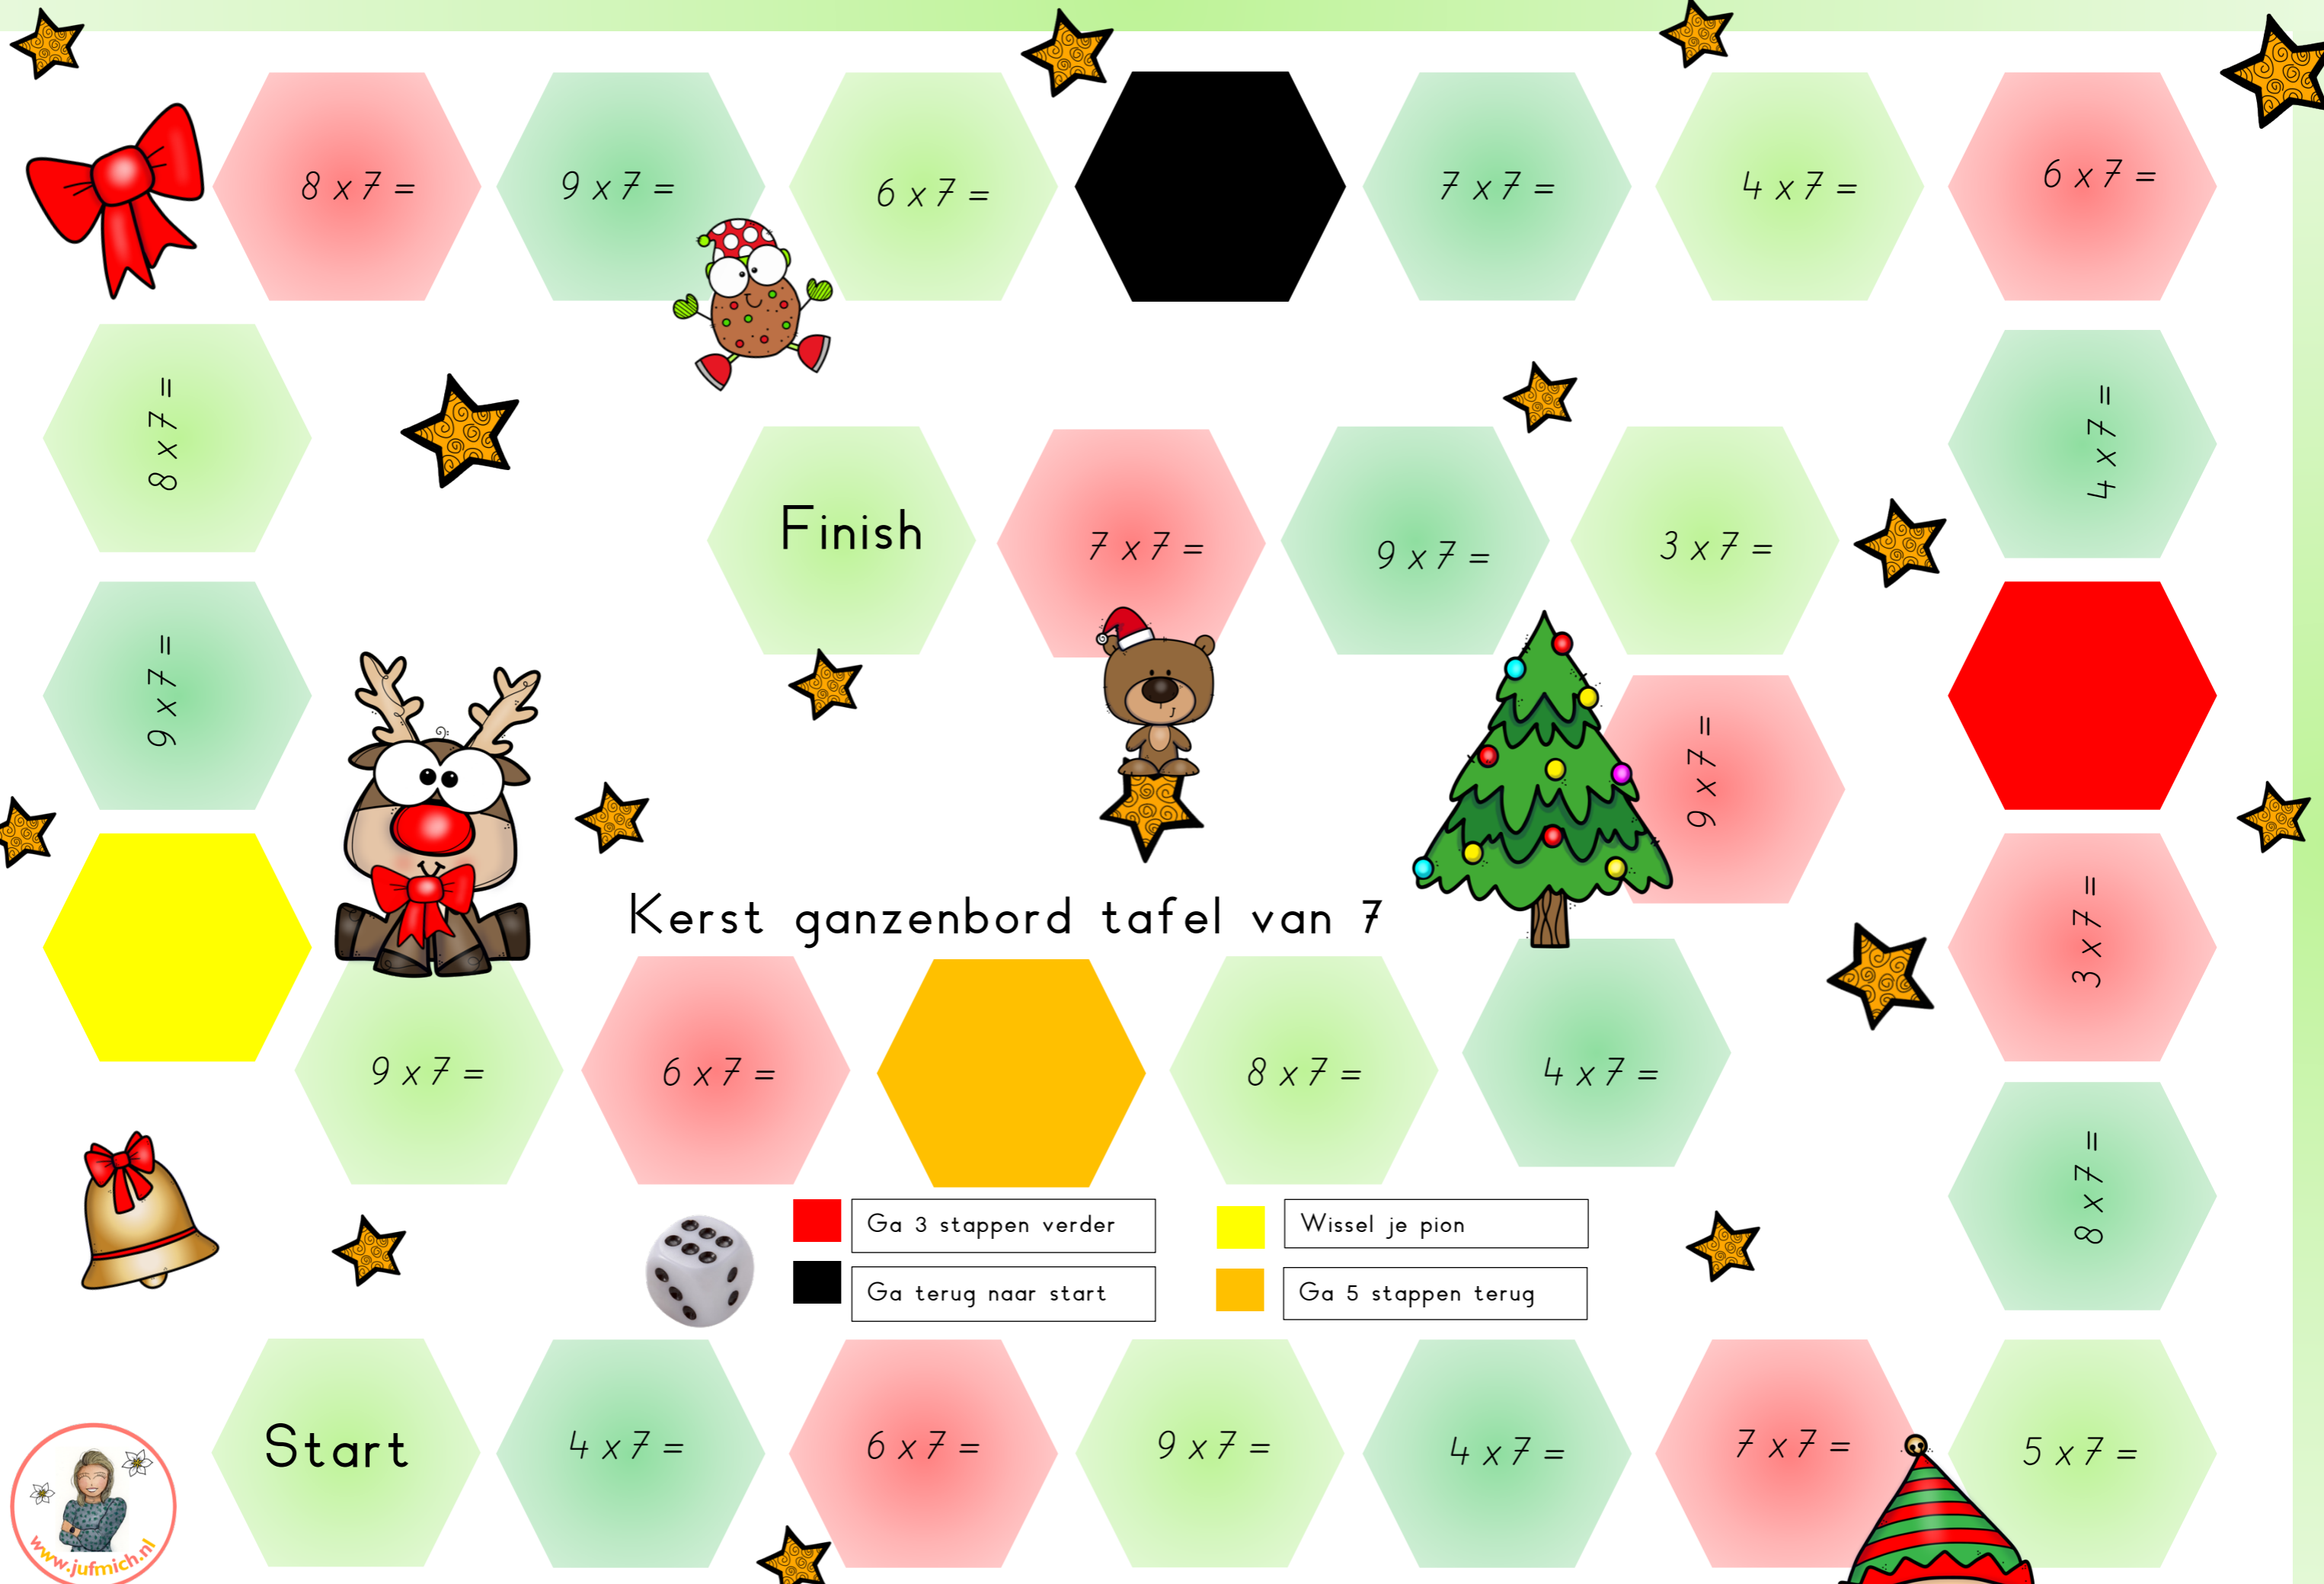 8 x 7 =
9 x 7 =
6 x 7 =
7 x 7 =
4 x 7 =
6 x 7 =
8 x 7 =
4 x 7 =
Finish
7 x 7 =
9 x 7 =
3 x 7 =
9 x 7 =
9 x 7 =
3 x 7 =
Kerst ganzenbord tafel van 7
9 x 7 =
6 x 7 =
8 x 7 =
4 x 7 =
8 x 7 =
Ga 3 stappen verder
Wissel je pion
Ga terug naar start
Ga 5 stappen terug
Start
4 x 7 =
6 x 7 =
9 x 7 =
4 x 7 =
7 x 7 =
5 x 7 =
www.jufmich.nl